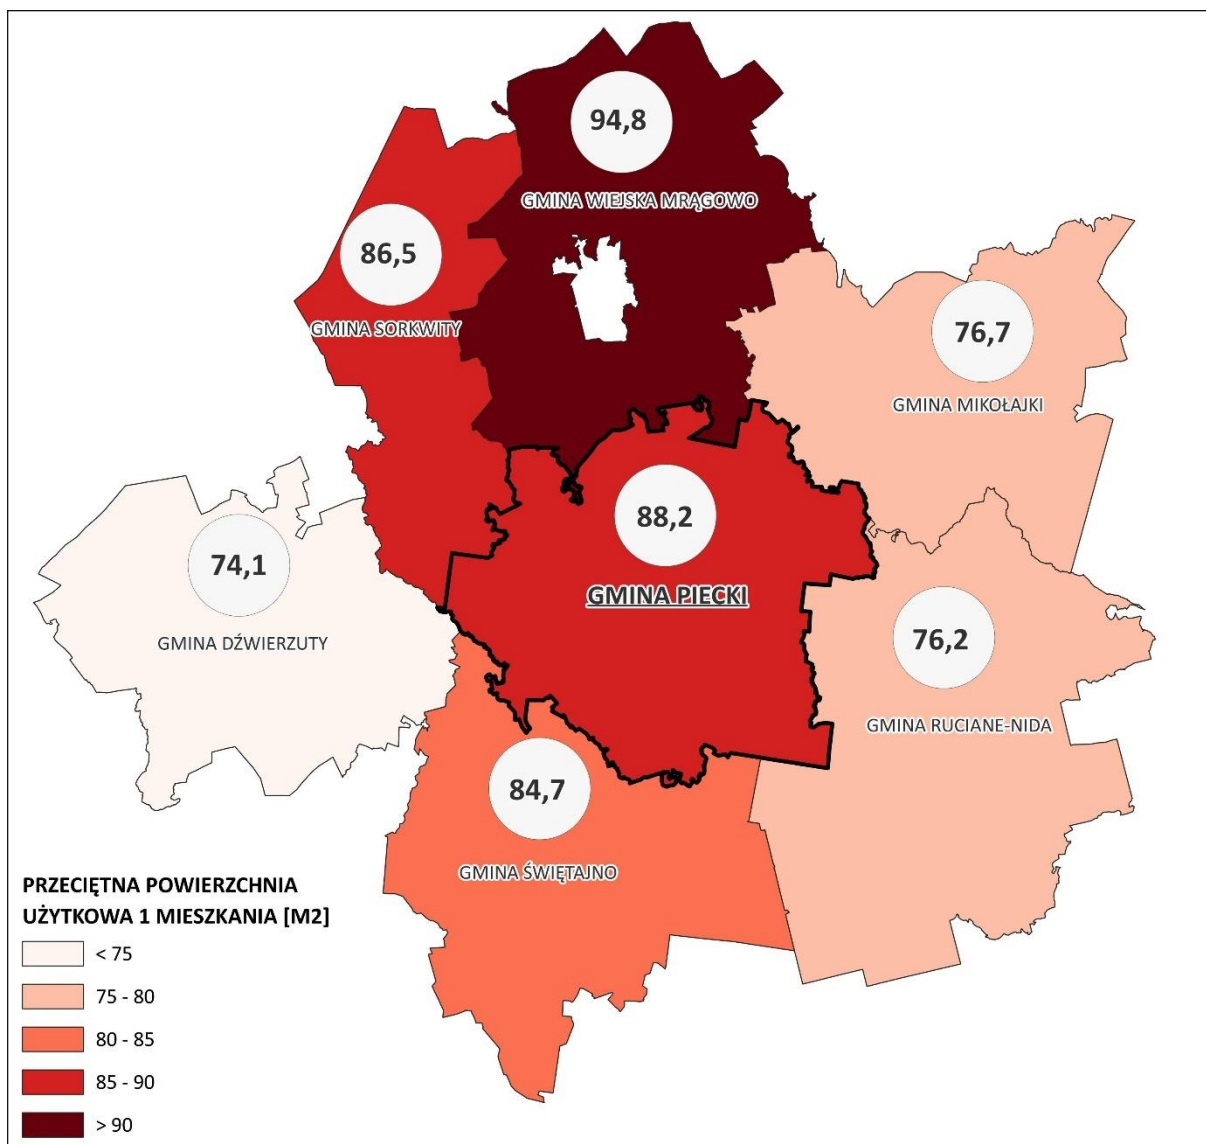 94,8
GMINA WIEJSKA MRĄGOWO
86,5
GMINA SORKWITY
76,7
GMINA MIKOŁAJKI
88,2
GMINA PIECKI
74,1
GMINA DŹWIERZUTY
76,2
GMINA RUCIANE-NIDA
84,7
GMINA ŚWIĘTAJNO
PRZECIĘTNA POWIERZCHNIA
UŻYTKOWA 1 MIESZKANIA [M2]
< 75
75 - 80
80 - 85
85 - 90
> 90